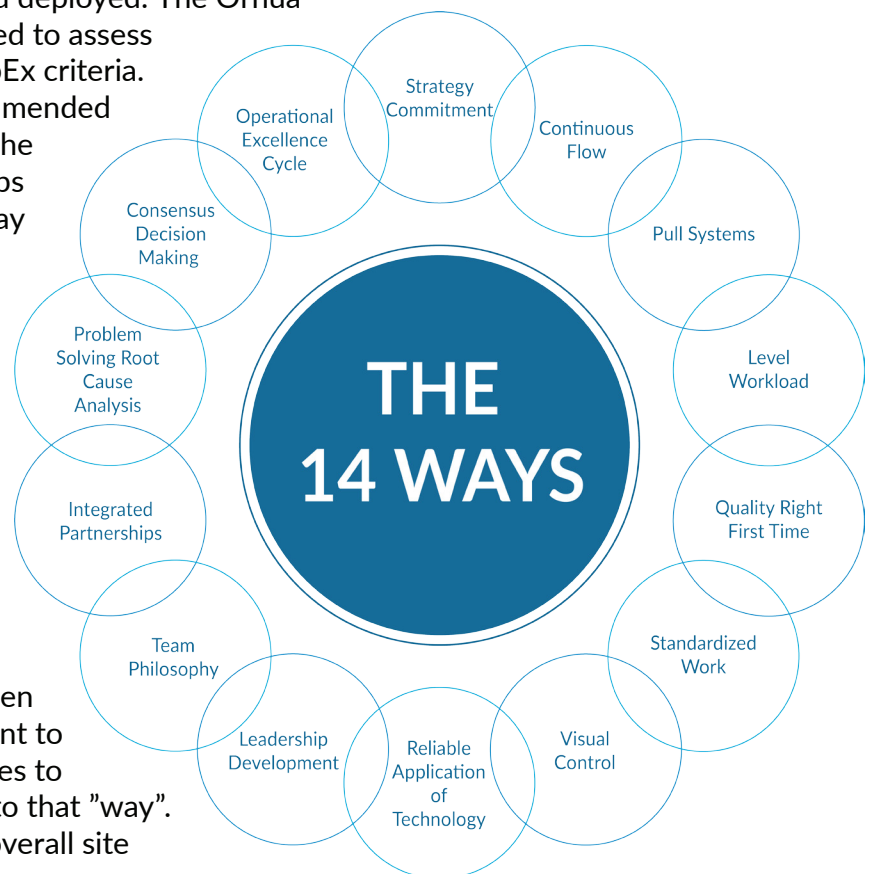 deployed. The Ornua
ed to assess
Ex criteria.
mended
he
ay
Strategy
Commitment
Continuous
Flow
Pull Systems
Level
Workload
Quality Right
First Time
Standardized
Work
Visual
Control
Reliable
Application
of
Technology
Leadership
Development
Team
Philosophy
Integrated
Partnerships
Problem
Solving Root
Cause
Analysis
Consensus
Decision
Making
Operational
Excellence
Cycle
THE
14 WAYS
en
nt to
es to
to that ”way”.
overall site